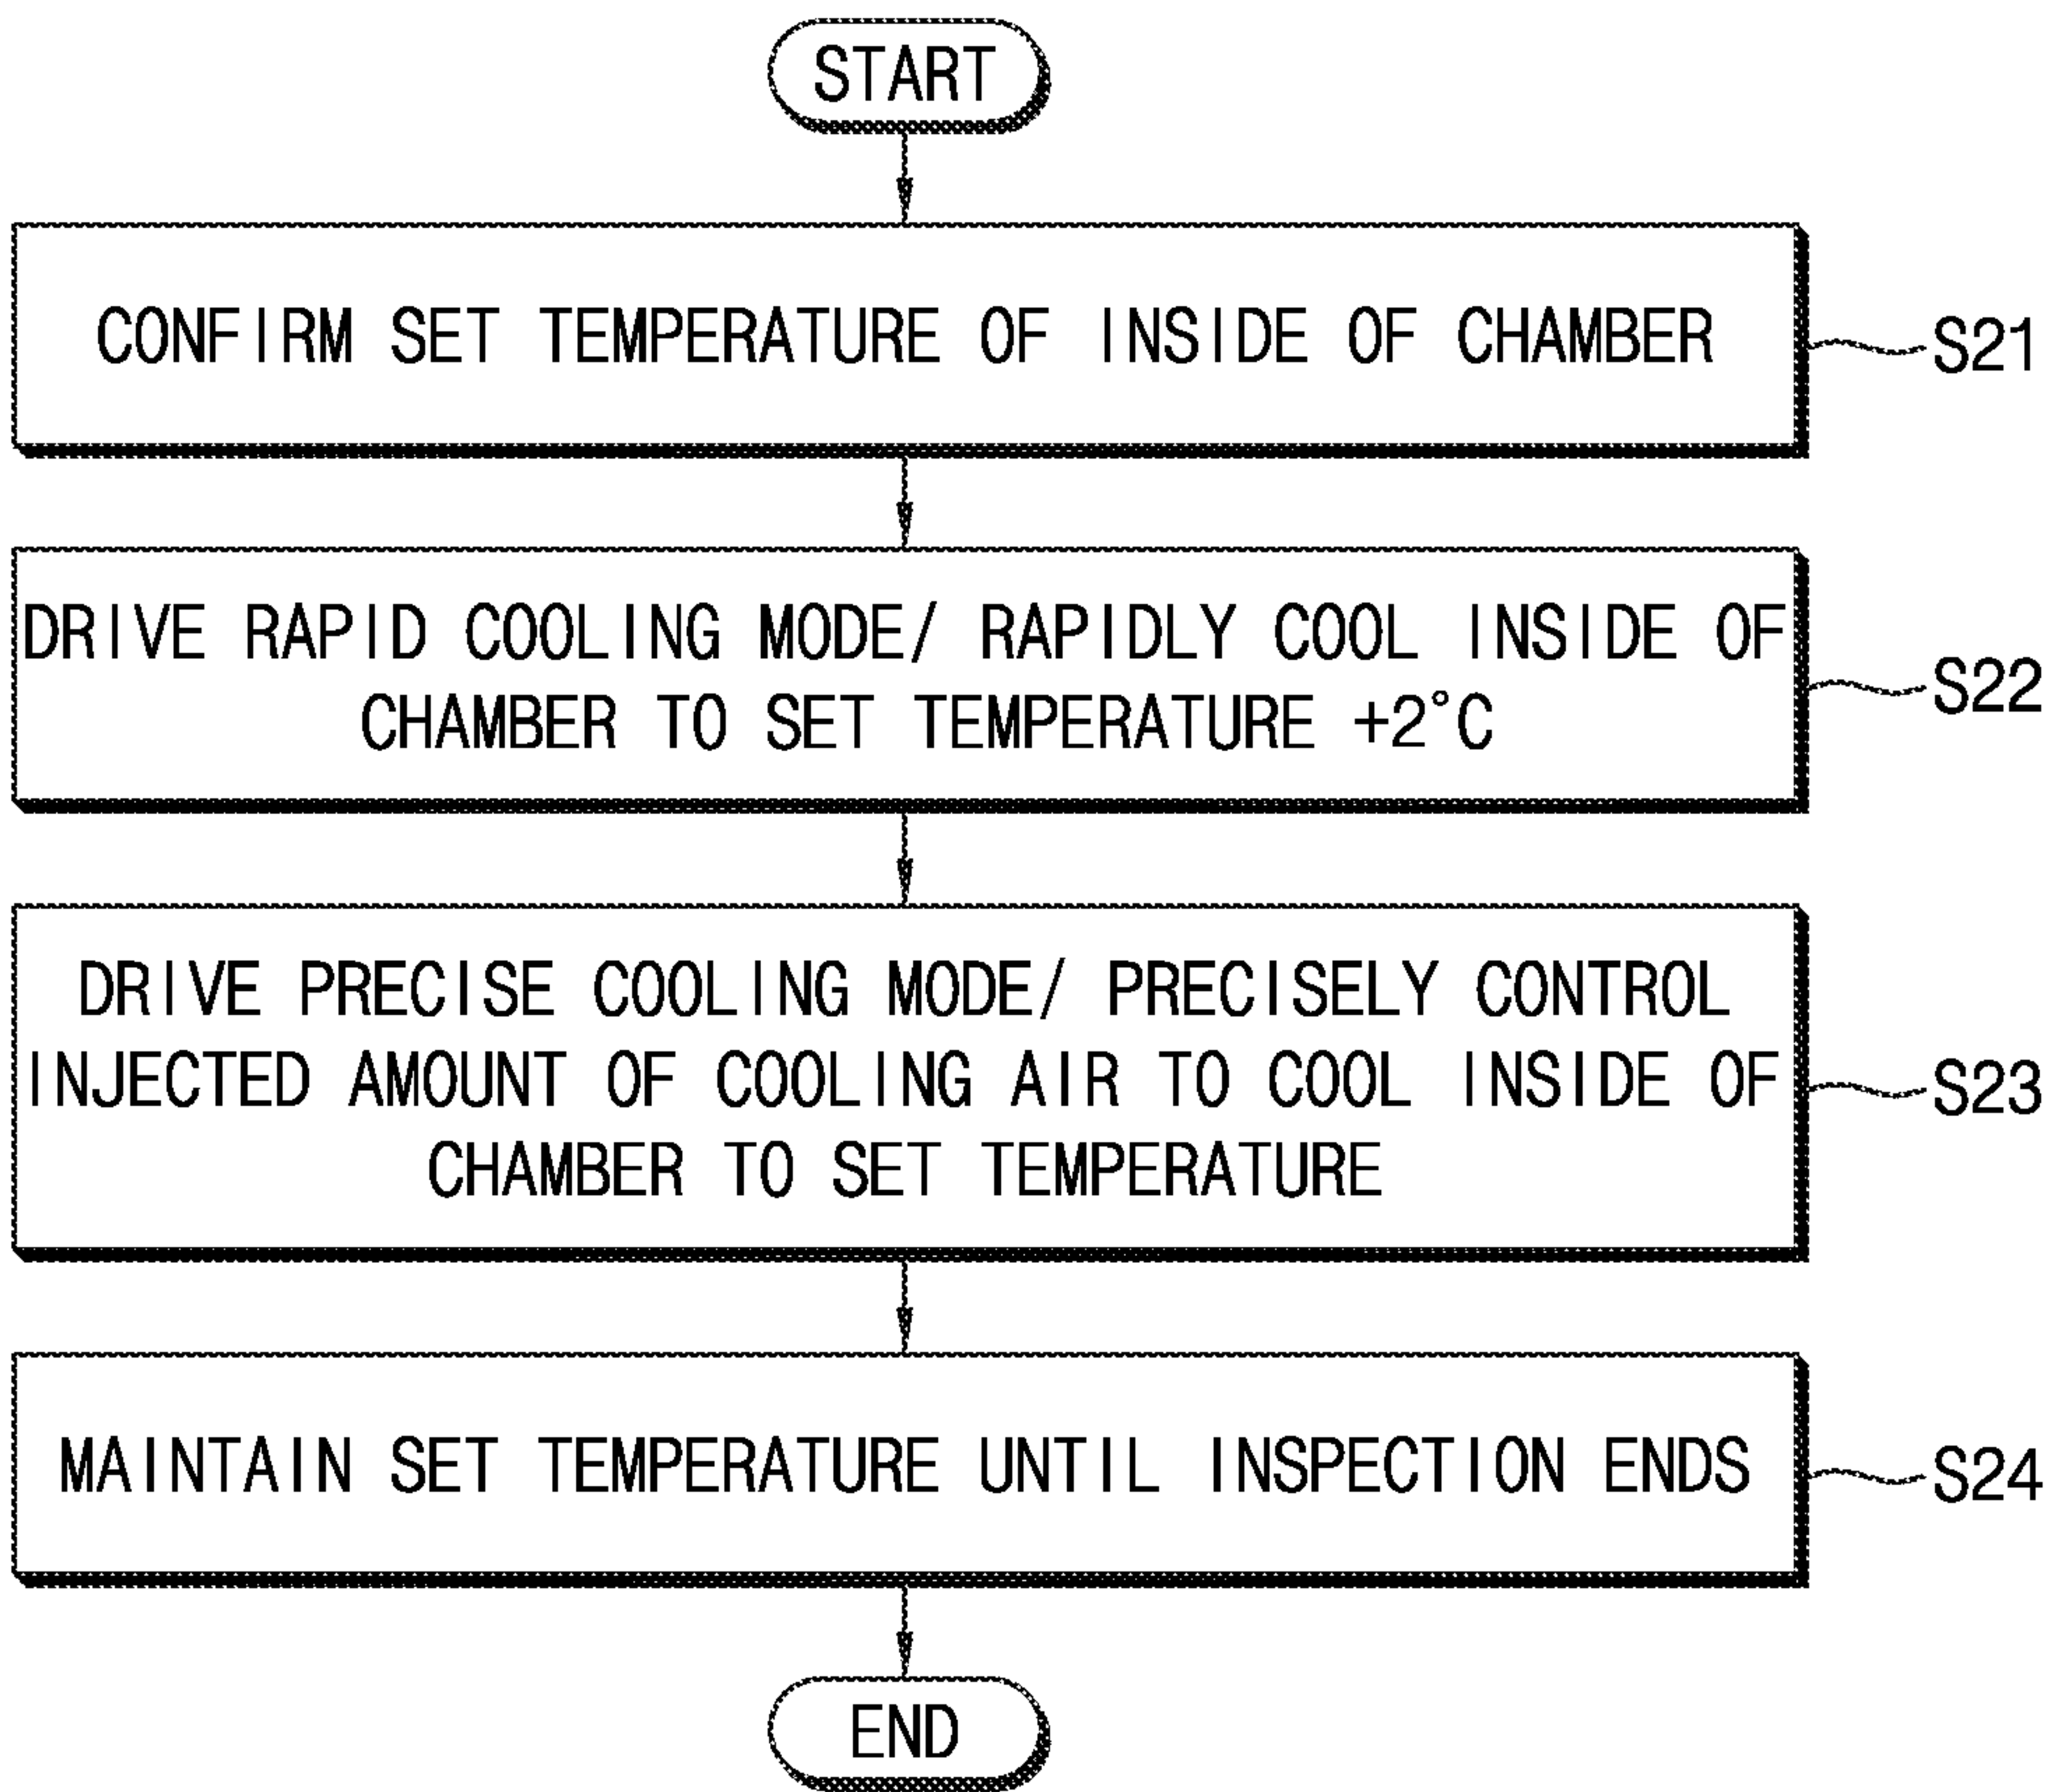 START
CONFIRM SET TEMPERATURE OF INSIDE OF CHAMBER
S21
DRIVE RAPID COOLING MODE/ RAPIDLY COOL INSIDE OF
CHAMBER TO SET TEMPERATURE +2°C
S22
DRIVE PRECISE COOLING MODE/ PRECISELY CONTROL
INJECTED AMOUNT OF COOLING AIR TO COOL INSIDE OF
CHAMBER TO SET TEMPERATURE
S23
MAINTAIN SET TEMPERATURE UNTIL INSPECTION ENDS
S24
END